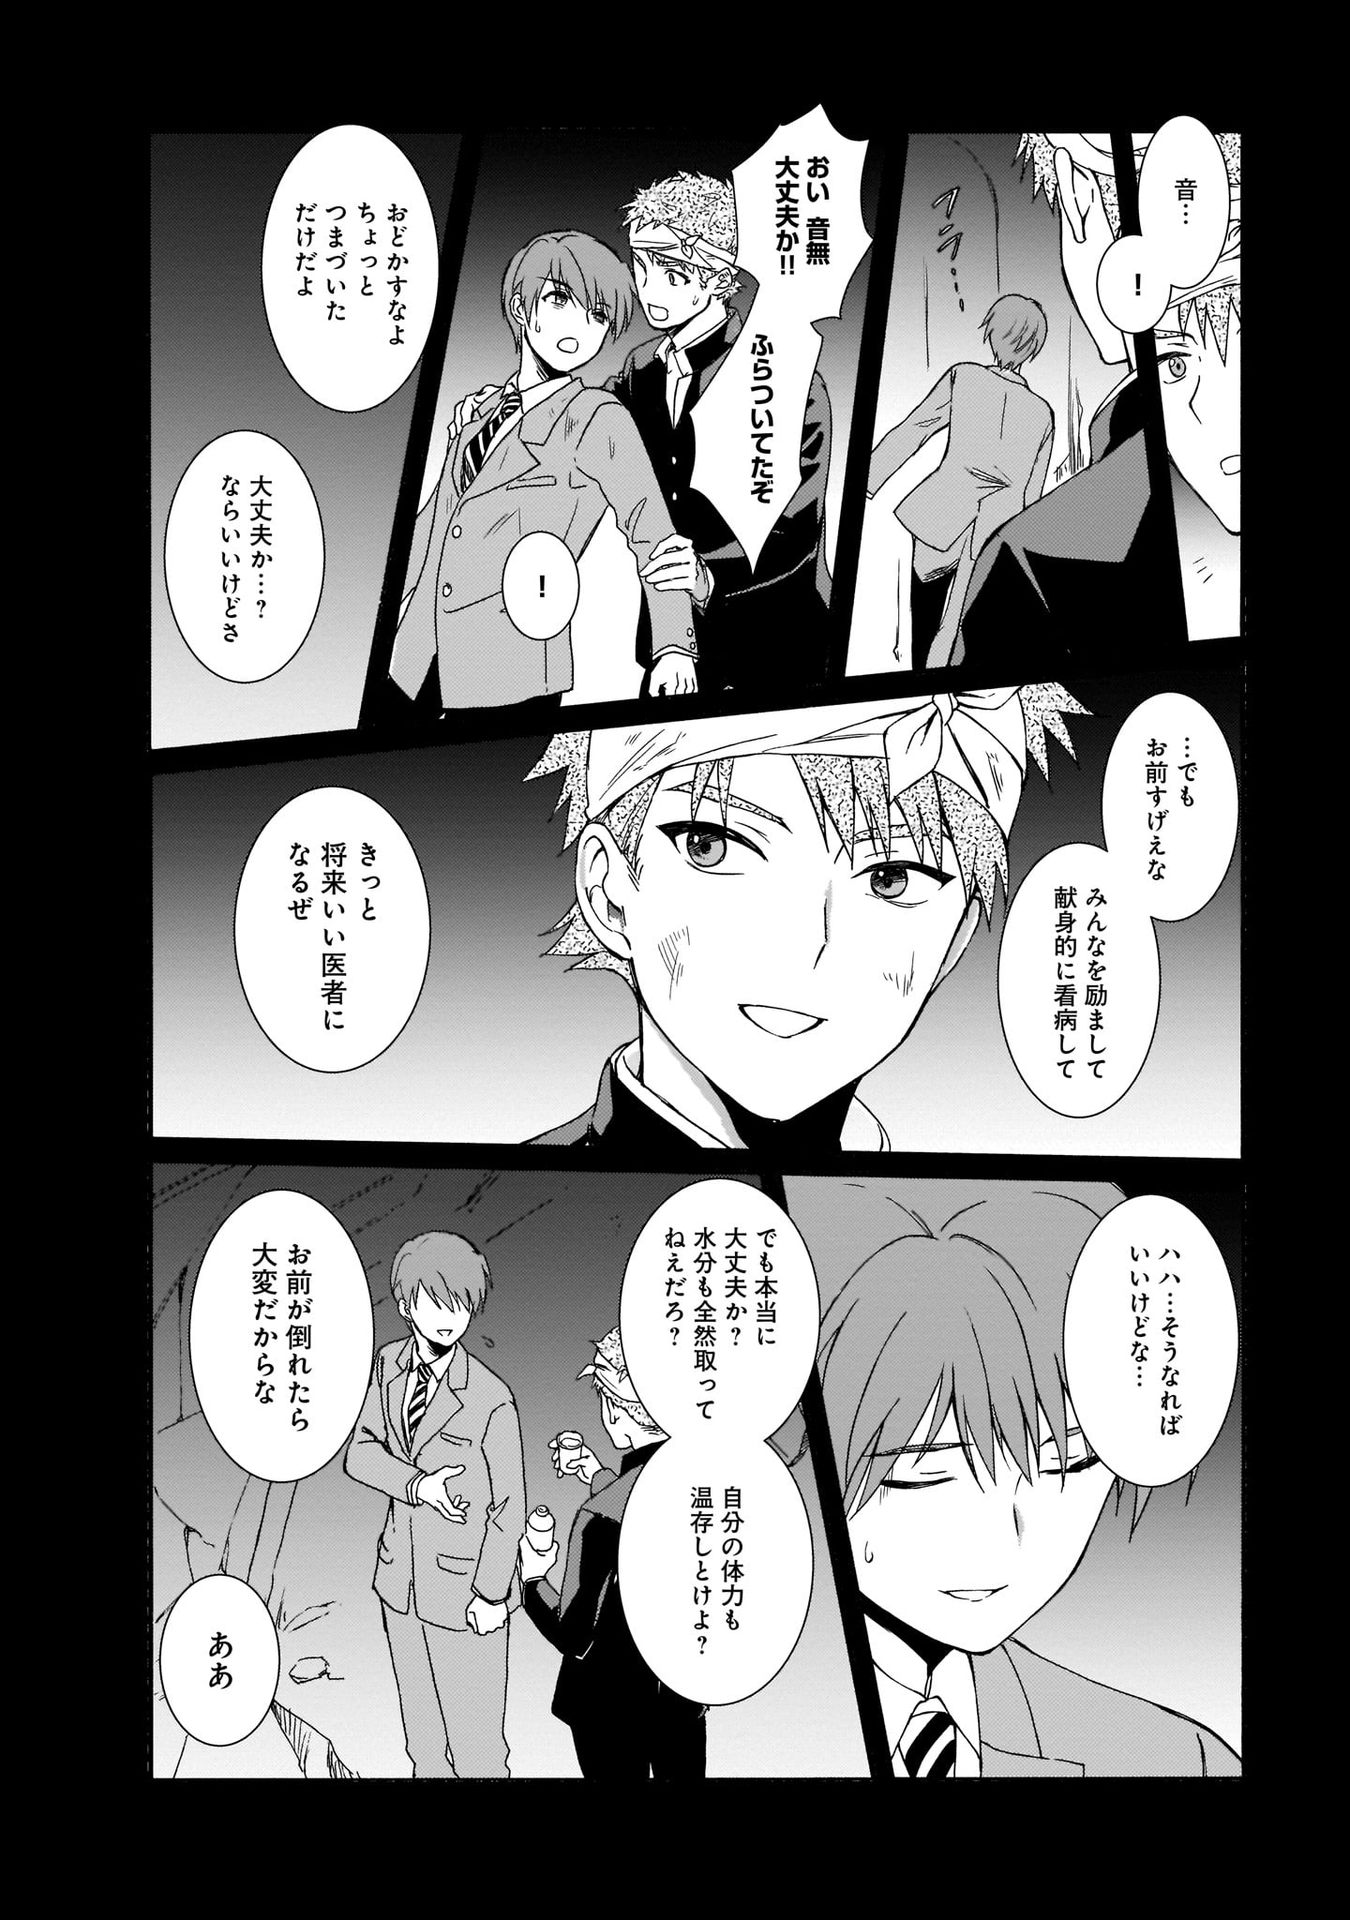 音…
！
おい 音無
大丈夫か!!
ふらついてたぞ
！
おどかすなよ
ちょっと
つまづいた
だけだよ
大丈夫か…？
ならいいけどさ
…でも
お前すげえな
みんなを励まして
献身的に看病して
きっと
将来いい医者に
なるぜ
ハハ…そうなれば
いいけどな…
でも本当に
大丈夫か？
水分も全然取って
ねぇだろ？
自分の体力も
温存しとけよ？
お前が倒れたら
大変だからな
ああ